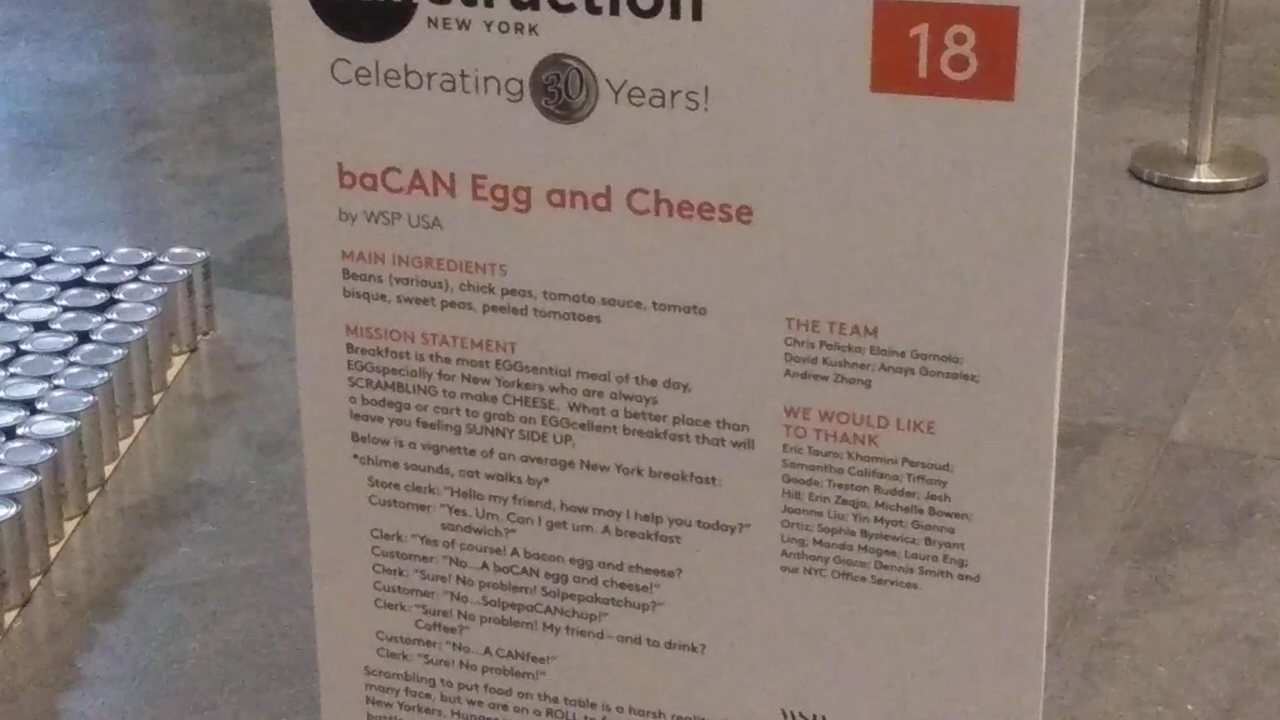 struction
NEW YORK
18
Celebrating 30 Years!
baCAN Egg and Cheese
by WSP USA
MAIN INGREDIENTS
Beans (various), chick peas, tomato sauce, tomato
bisque, sweet peas, peeled tomatoes
MISSION STATEMENT
Breakfast is the most EGGsential meal of the day,
EGGspecially for New Yorkers who are always
SCRAMBLING to make CHEESE. What a better place than
a bodega or cart to grab an EGGcellent breakfast that will
leave you feeling SUNNY SIDE UP.
Below is a vignette of an average New York breakfast:
*chime sounds, cat walks by*
Store clerk: "Hello my friend, how may I help you today?"
Customer: "Yes. Um. Can I get um. A breakfast
sandwich?"
Clerk: "Yes of course! A bacon egg and cheese?
Customer: "No...A baCAN egg and cheese!"
Clerk: "Sure! No problem! Salpepakatchup?"
Customer: "No...SalpepaCANchup!"
Clerk: "Sure! No problem! My friend - and to drink?
Coffee?"
Customer: "No...A CANfee!"
Clerk: "Sure! No problem!"
Scrambling to put food on the table is a harsh
many face, but we are on a ROLL to
New Yorkers.
THE TEAM
Chris Palicka; Elaine Gamola;
David Kushner; Anays Gonzalez;
Andrew Zhang
WE WOULD LIKE
TO THANK
Eric Tauro; Khamini Persaud;
Samantha Califano; Tiffany
Goode; Treston Rudder; Josh
Hill; Erin Zeqja; Michelle Bowen;
Joanne Liu; Yin Myat; Gianna
Ortiz; Sophie Bysiewicz; Bryant
Ling; Manda Magee; Laura Eng;
Anthony Gioco; Dennis Smith and
our NYC Office Services.